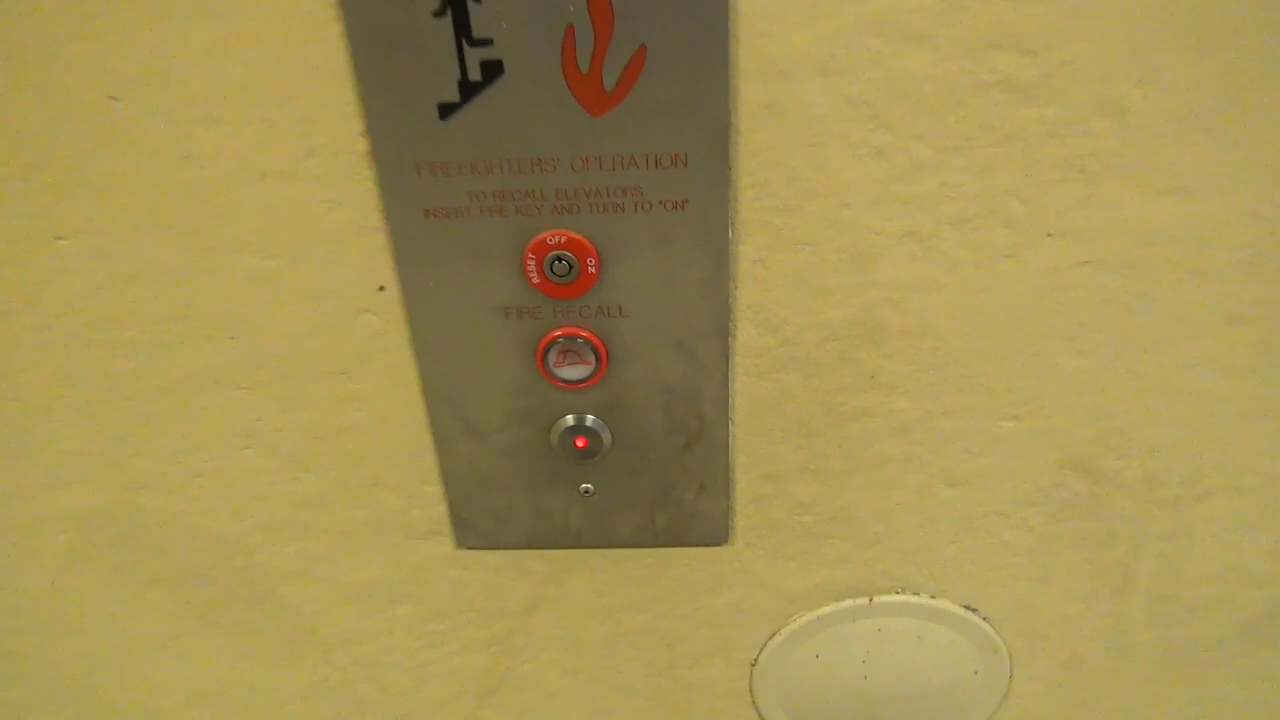 FIREFIGHTERS' OPERATION
TO RECALL ELEVATORS
INSERT FIRE KEY AND TURN TO "ON"
OFF
RESET
ON
FIRE RECALL